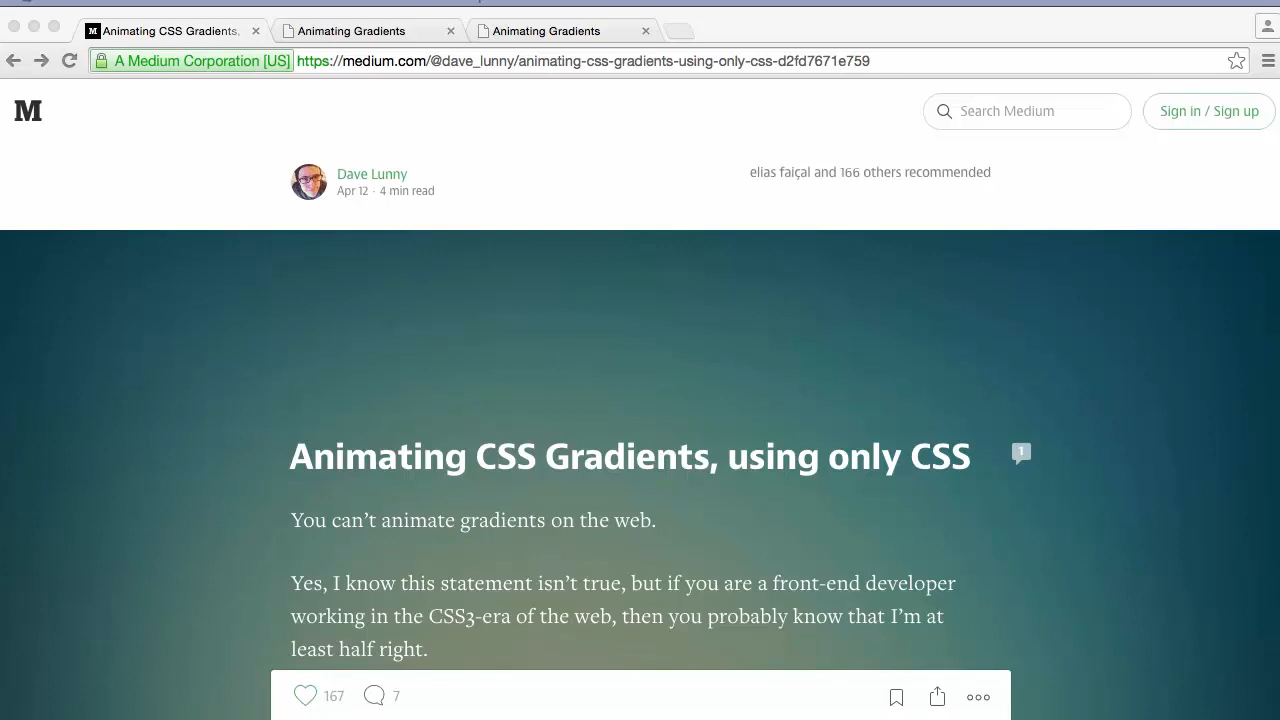 Animating CSS Gradients,
Animating Gradients
Animating Gradients
A Medium Corporation [US] https://medium.com/@dave_lunny/animating-css-gradients-using-only-css-d2fd7671e759
M
Search Medium
Sign in / Sign up
Dave Lunny
Apr 12 · 4 min read
elias faiçal and 166 others recommended
Animating CSS Gradients, using only CSS
1
You can’t animate gradients on the web.
Yes, I know this statement isn’t true, but if you are a front-end developer
working in the CSS3-era of the web, then you probably know that I’m at
least half right.
167
7